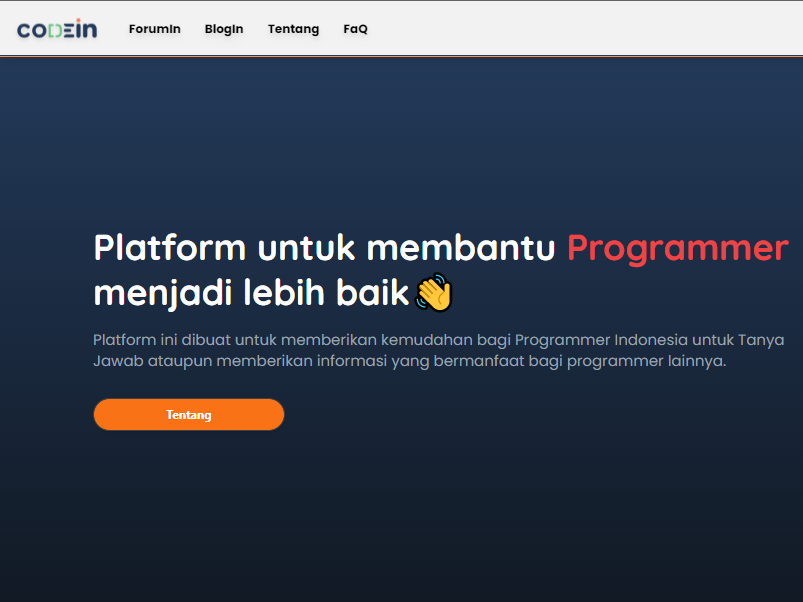 codein ForumIn BlogIn Tentang FaQ
Platform untuk membantu Programmer
menjadi lebih baik
Platform ini dibuat untuk memberikan kemudahan bagi Programmer Indonesia untuk Tanya
Jawab ataupun memberikan informasi yang bermanfaat bagi programmer lainnya.
Tentang